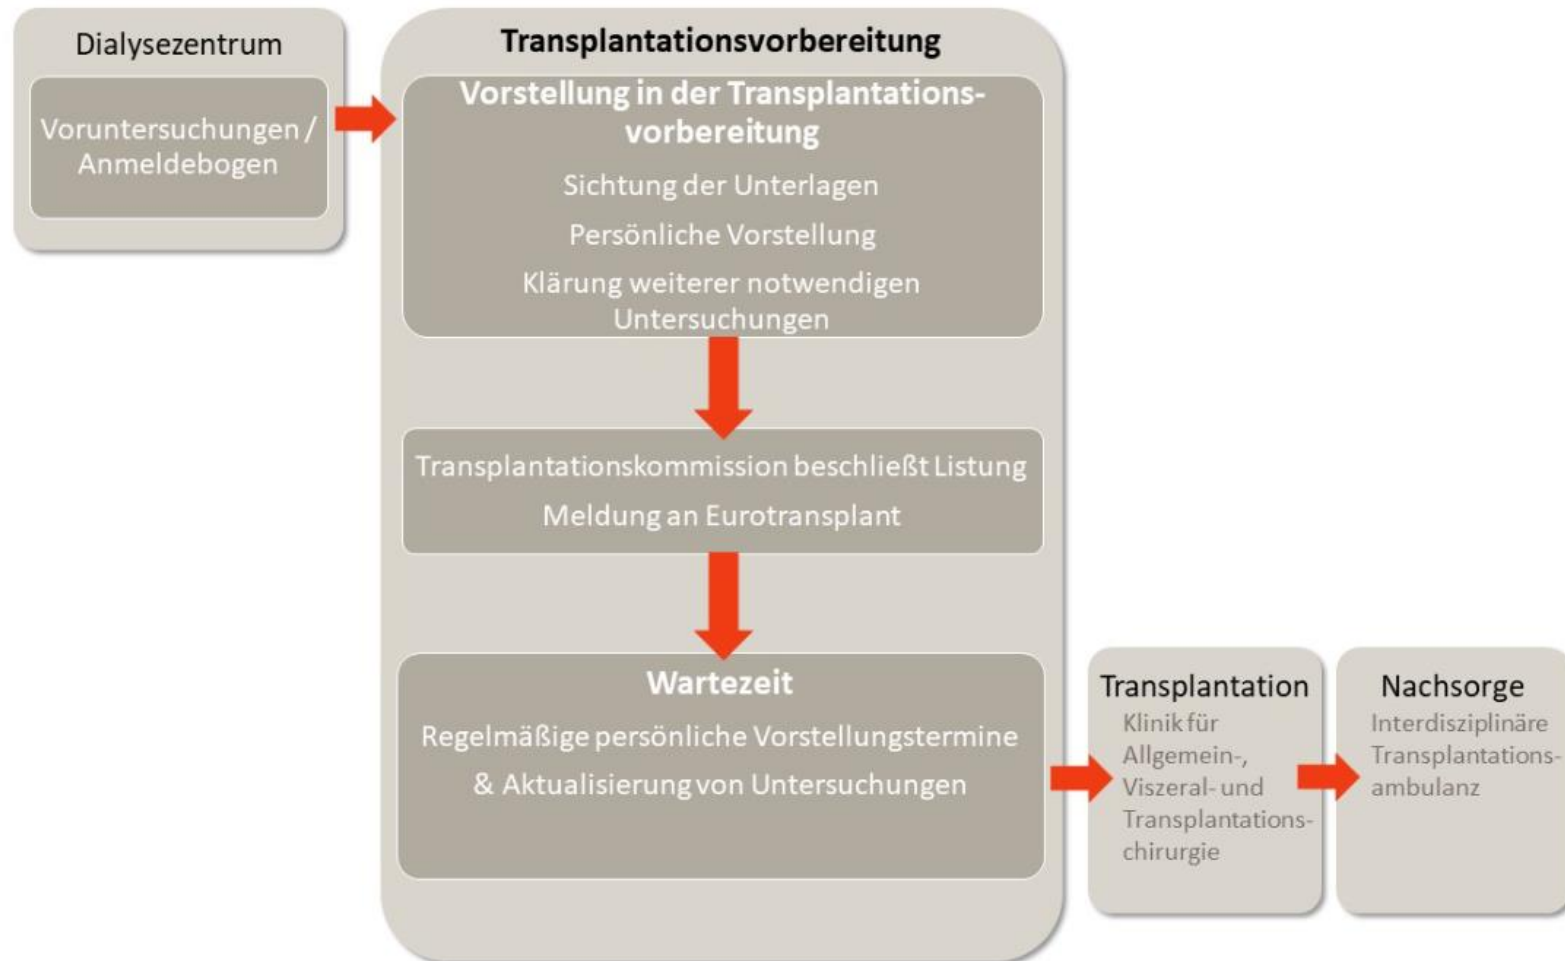 Dialysezentrum
Voruntersuchungen /
Anmeldebogen
Transplantationsvorbereitung
Vorstellung in der Transplantations-
vorbereitung
Sichtung der Unterlagen
Persönliche Vorstellung
Klärung weiterer notwendigen
Untersuchungen
Transplantationskommission beschließt Listung
Meldung an Eurotransplant
Wartezeit
Regelmäßige persönliche Vorstellungstermine
& Aktualisierung von Untersuchungen
Transplantation
Klinik für
Allgemein-,
Viszeral- und
Transplantations-
chirurgie
Nachsorge
Interdisziplinäre
Transplantations-
ambulanz